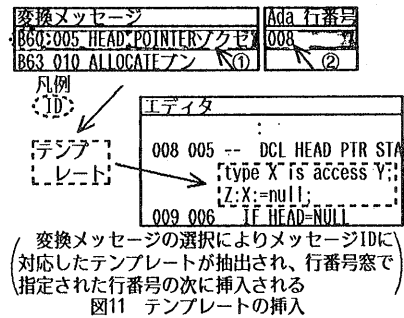 変換メッセージ
Ada 行番号
B60:005 HEAD POINTERゾクセ
008
①
②
B63 010 ALLOCATEブン
凡例
ID
エディタ
:
テンプ
レート
008 005 -- DCL HEAD PTR STA
type X is access Y;
Z:X:=null;
009 006 IF HEAD=NULL
変換メッセージの選択によりメッセージIDに
対応したテンプレートが抽出され、行番号窓で
指定された行番号の次に挿入される
図11 テンプレートの挿入